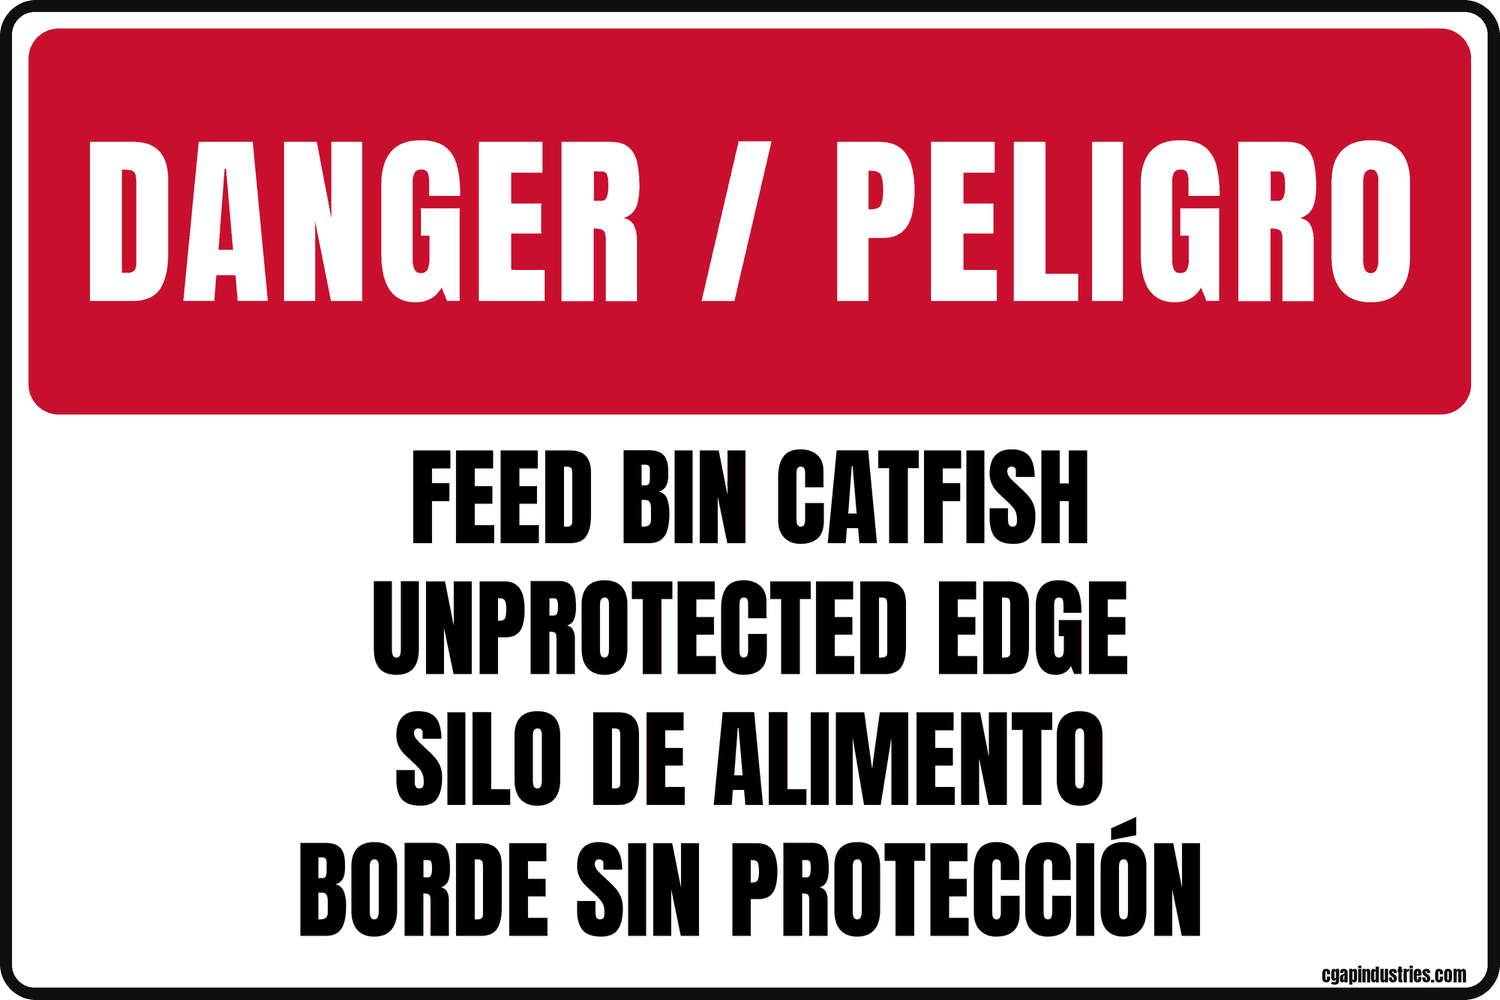 DANGER / PELIGRO
FEED BIN CATFISH
UNPROTECTED EDGE
SILO DE ALIMENTO
BORDE SIN PROTECCIÓN
cgapindustries.com